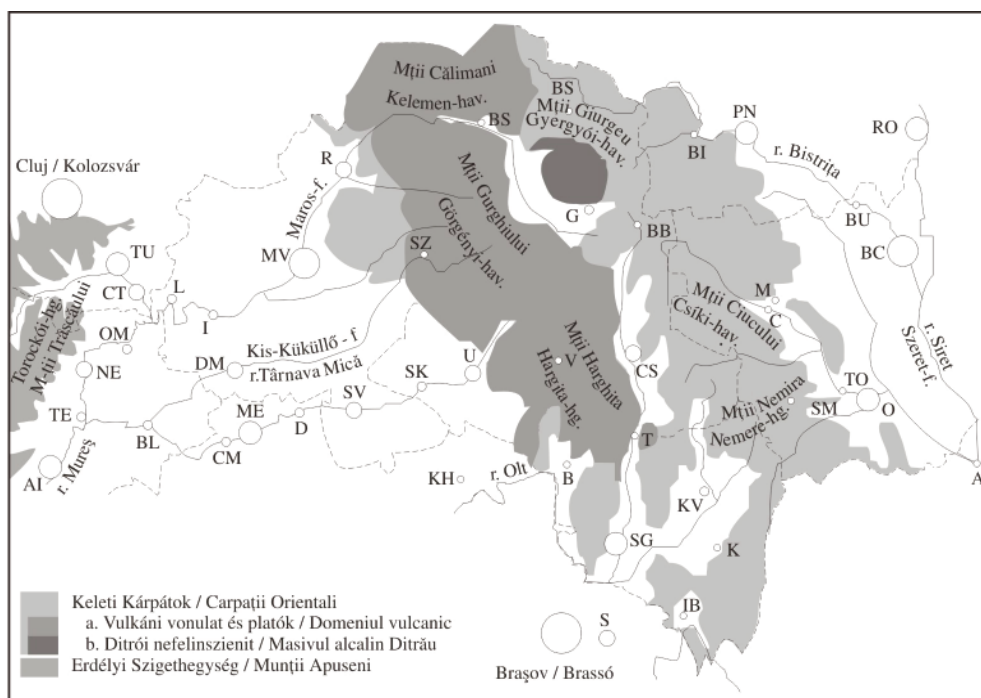 Mții Călimani
Kelemen-hav.
BS
Mții Giurgeu
Gyergyói-hav.
BS
PN
RO
BI
r. Bistrița
Cluj / Kolozsvár
R
Maros-f.
Mții Gurghiului
Görgényi-hav.
G
BU
BB
BC
TU
MV
SZ
CT
L
I
M
C
Mții Ciucului
Csíki-hav.
r. Siret
Szeret-f.
Torockói-hg.
M-ții Trăscăului
OM
NE
DM
Kis-Küküllő - f
r.Târnava Mică
U
V
Mții Harghita
Hargita-hg.
CS
SK
SV
TO
O
SM
Mții Nemira
Nemere-hg.
TE
ME
D
BL
CM
T
AI
r. Mureș
KH
r. Olt
B
KV
A
SG
K
IB
S
Brașov / Brassó
Keleti Kárpátok / Carpații Orientali
a. Vulkáni vonulat és platók / Domeniul vulcanic
b. Ditrói nefelinszienit / Masivul alcalin Ditrău
Erdélyi Szigethegység / Munții Apuseni